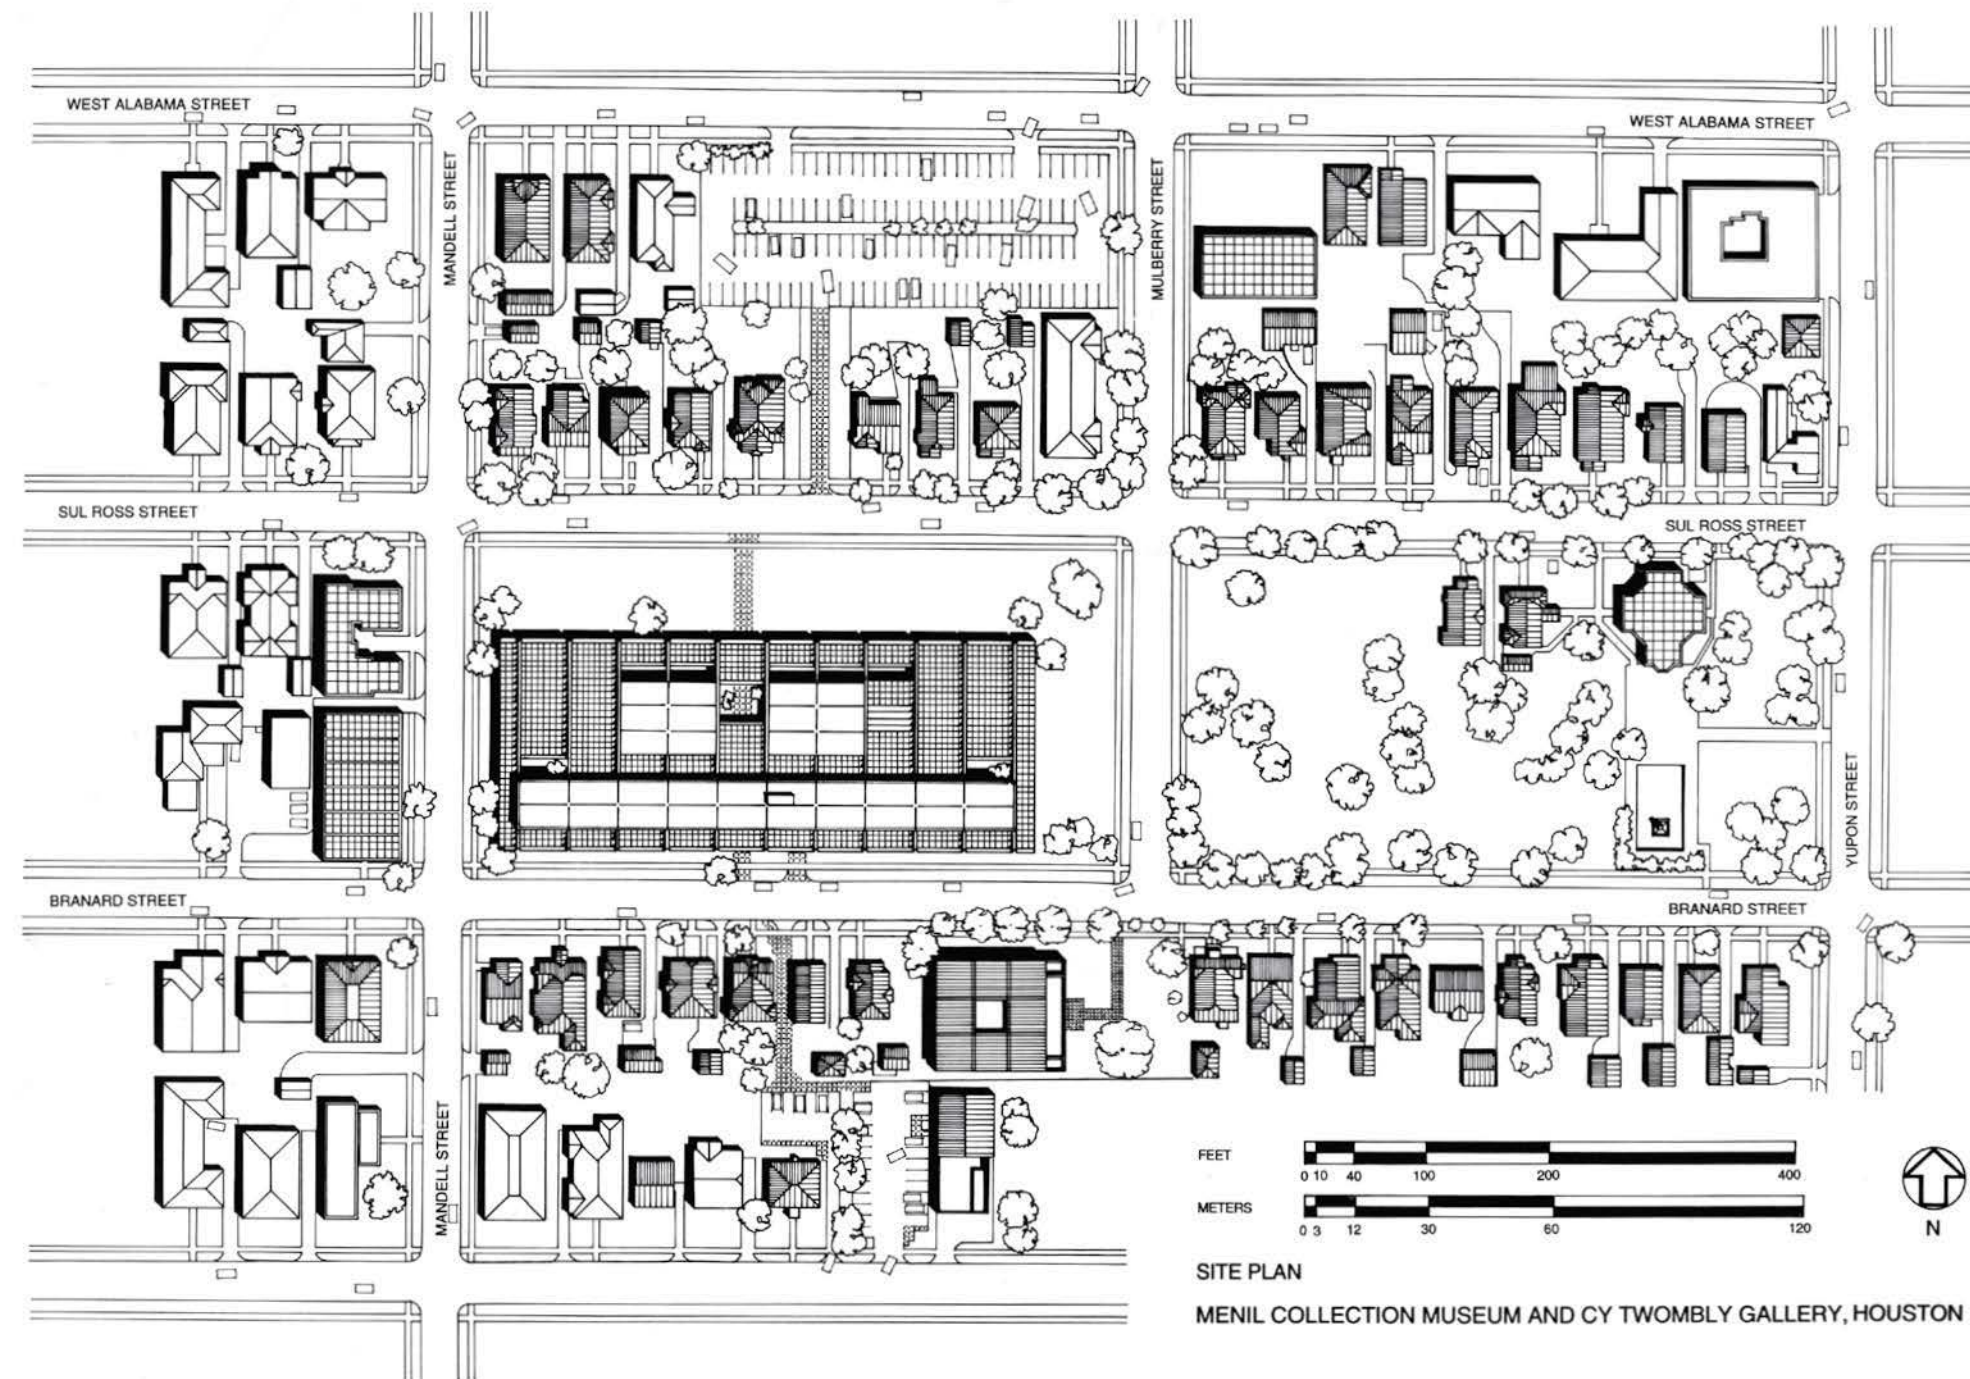 WEST ALABAMA STREET
WEST ALABAMA STREET
MANDELL STREET
MULBERRY STREET
SUL ROSS STREET
SUL ROSS STREET
YUPON STREET
BRANARD STREET
BRANARD STREET
MANDELL STREET
FEET
0 10 40 100 200 400
METERS
0 3 12 30 60 120
N
SITE PLAN
MENIL COLLECTION MUSEUM AND CY TWOMBLY GALLERY, HOUSTON